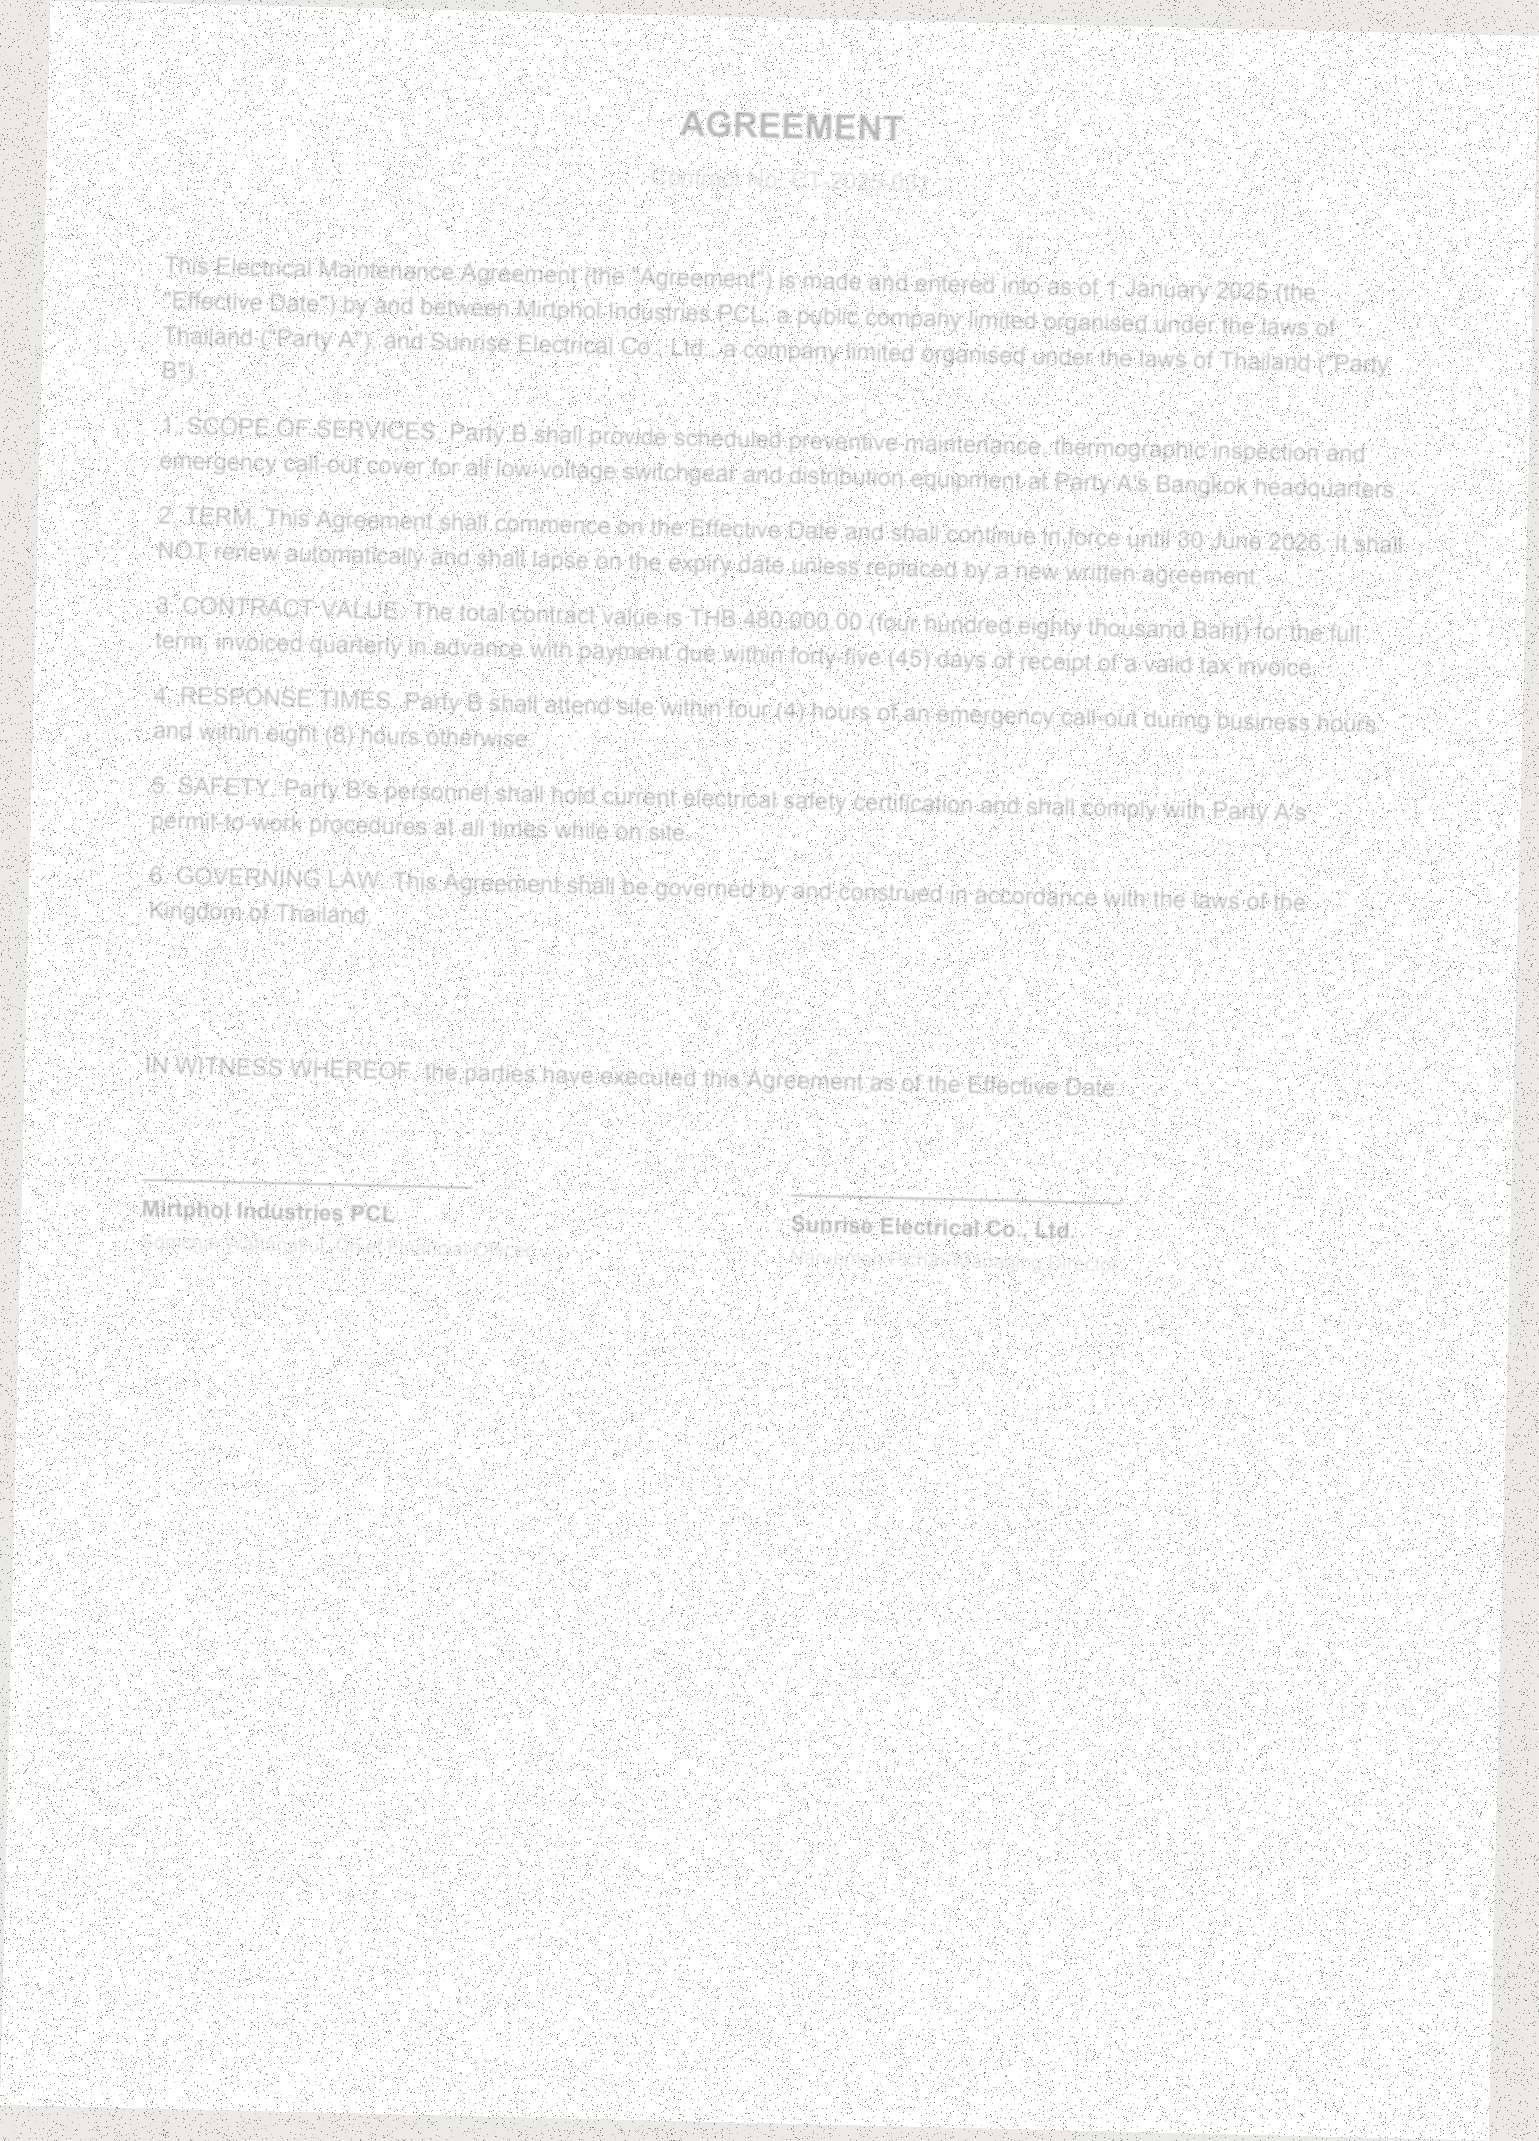 AGREEMENT
Contract No. CT-2025-
This Electrical Maintenance Agreement (the "Agreement") is made and entered into as of 1 January 2025 (the
"Effective Date") by and between Mirtphol Industries PCL, a public company limited organised under the laws of
Thailand ("Party A"), and Sunrise Electrical Co., Ltd., a company limited organised under the laws of Thailand ("Party
B").
1. SCOPE OF SERVICES. Party B shall provide scheduled preventive maintenance, thermographic inspection and
emergency call-out cover for all low-voltage switchgear and distribution equipment at Party A's Bangkok headquarters.
2. TERM. This Agreement shall commence on the Effective Date and shall continue in force until 30 June 2026. It shall
NOT renew automatically and shall lapse on the expiry date unless replaced by a new written agreement.
3. CONTRACT VALUE. The total contract value is THB 480,000.00 (four hundred eighty thousand Baht) for the full
term, invoiced quarterly in advance with payment due within forty-five (45) days of receipt of a valid tax invoice.
4. RESPONSE TIMES. Party B shall attend site within four (4) hours of an emergency call-out during business hours
and within eight (8) hours otherwise.
5. SAFETY. Party B's personnel shall hold current electrical safety certification and shall comply with Party A's
permit-to-work procedures at all times while on site.
6. GOVERNING LAW. This Agreement shall be governed by and construed in accordance with the laws of the
Kingdom of Thailand.
IN WITNESS WHEREOF, the parties have executed this Agreement as of the Effective Date.
Mirtphol Industries PCL
Chief Financial Officer
Sunrise Electrical Co., Ltd.
Managing Director